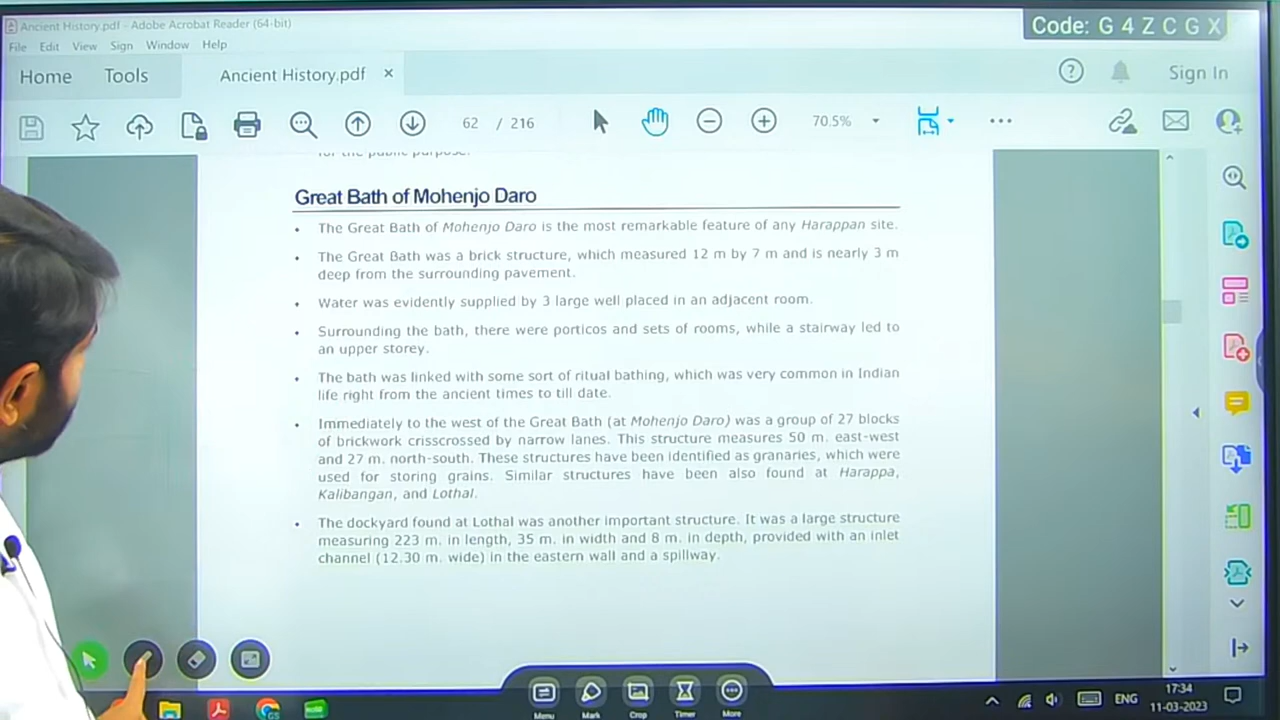 Ancient History.pdf - Adobe Acrobat Reader (64-bit)
Code: G 4 Z C G X
File Edit View Sign Window Help
Home Tools Ancient History.pdf × Sign In
62 / 216 70.5%
for the public purpose.
Great Bath of Mohenjo Daro
• The Great Bath of Mohenjo Daro is the most remarkable feature of any Harappan site.
• The Great Bath was a brick structure, which measured 12 m by 7 m and is nearly 3 m
deep from the surrounding pavement.
• Water was evidently supplied by 3 large well placed in an adjacent room.
• Surrounding the bath, there were porticos and sets of rooms, while a stairway led to
an upper storey.
• The bath was linked with some sort of ritual bathing, which was very common in Indian
life right from the ancient times to till date.
• Immediately to the west of the Great Bath (at Mohenjo Daro) was a group of 27 blocks
of brickwork crisscrossed by narrow lanes. This structure measures 50 m. east-west
and 27 m. north-south. These structures have been identified as granaries, which were
used for storing grains. Similar structures have been also found at Harappa,
Kalibangan, and Lothal.
• The dockyard found at Lothal was another important structure. It was a large structure
measuring 223 m. in length, 35 m. in width and 8 m. in depth, provided with an inlet
channel (12.30 m. wide) in the eastern wall and a spillway.
Menu Mark Crop Timer More
ENG 17:34
11-03-2023